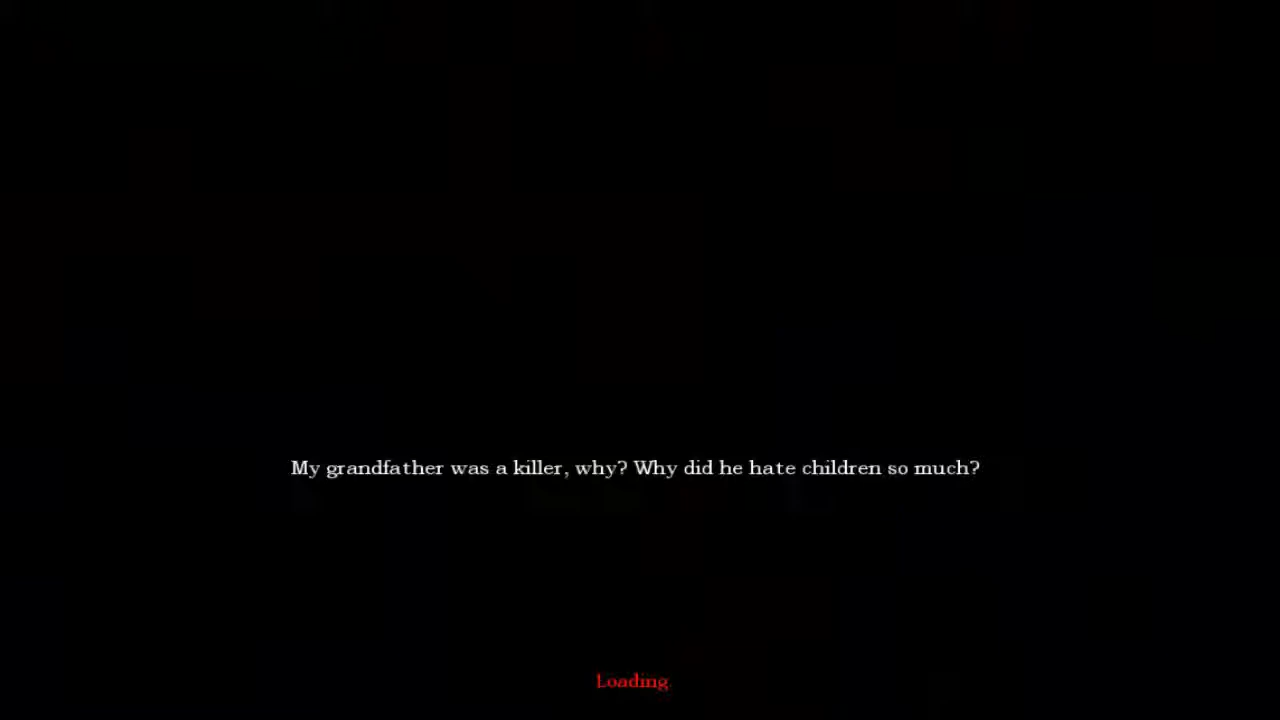 My grandfather was a killer, why? Why did he hate children so much?
Loading.